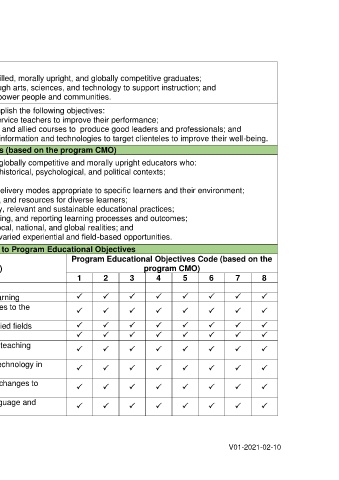 illed, morally upright, and globally competitive graduates;
ugh arts, sciences, and technology to support instruction; and
power people and communities.
plish the following objectives:
ervice teachers to improve their performance;
and allied courses to produce good leaders and professionals; and
information and technologies to target clienteles to improve their well-being.
s (based on the program CMO)
globally competitive and morally upright educators who:
historical, psychological, and political contexts;
delivery modes appropriate to specific learners and their environment;
, and resources for diverse learners;
y, relevant and sustainable educational practices;
ing, and reporting learning processes and outcomes;
ocal, national, and global realities; and
varied experiential and field-based opportunities.
to Program Educational Objectives
) Program Educational Objectives Code (based on the program CMO)
1 2 3 4 5 6 7 8
arning ✓ ✓ ✓ ✓ ✓ ✓ ✓ ✓
es to the ✓ ✓ ✓ ✓ ✓ ✓ ✓ ✓
ied fields ✓ ✓ ✓ ✓ ✓ ✓ ✓ ✓
✓ ✓ ✓ ✓ ✓ ✓ ✓ ✓
teaching ✓ ✓ ✓ ✓ ✓ ✓ ✓ ✓
echnology in ✓ ✓ ✓ ✓ ✓ ✓ ✓ ✓
changes to ✓ ✓ ✓ ✓ ✓ ✓ ✓ ✓
guage and ✓ ✓ ✓ ✓ ✓ ✓ ✓ ✓
V01-2021-02-10